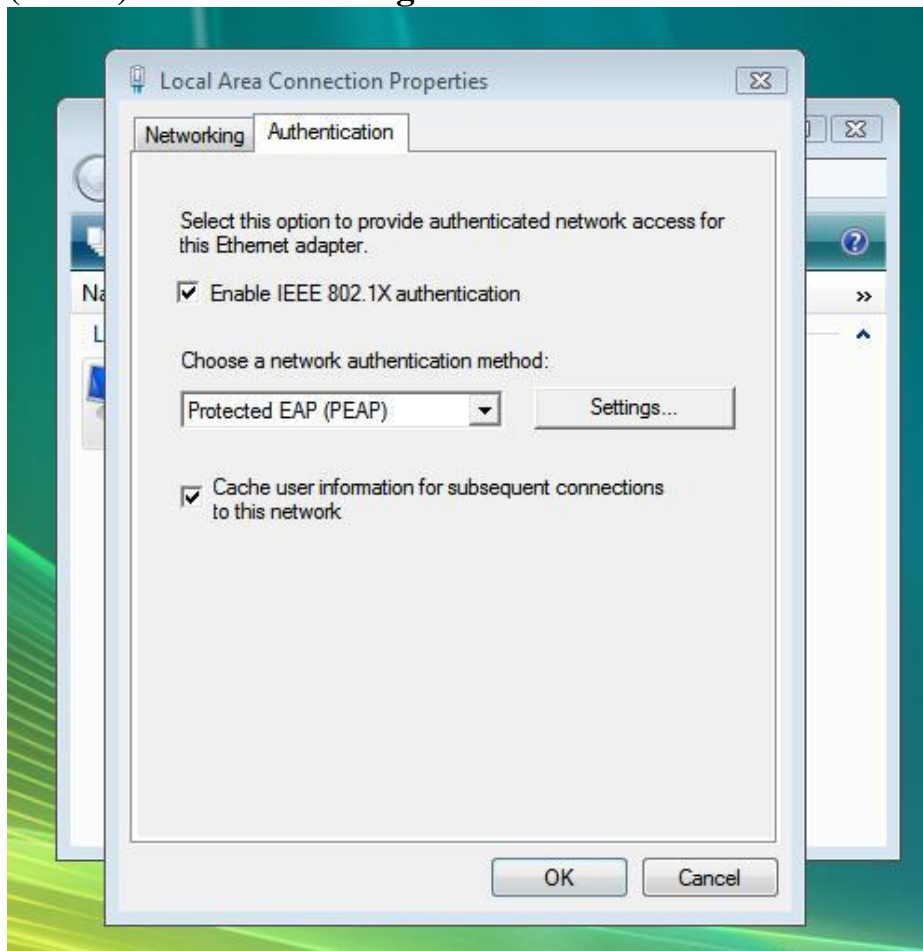 Local Area Connection Properties
Networking
Authentication
Select this option to provide authenticated network access for
this Ethernet adapter.
Enable IEEE 802.1X authentication
Choose a network authentication method:
Protected EAP (PEAP)
Settings...
Cache user information for subsequent connections
to this network
OK
Cancel